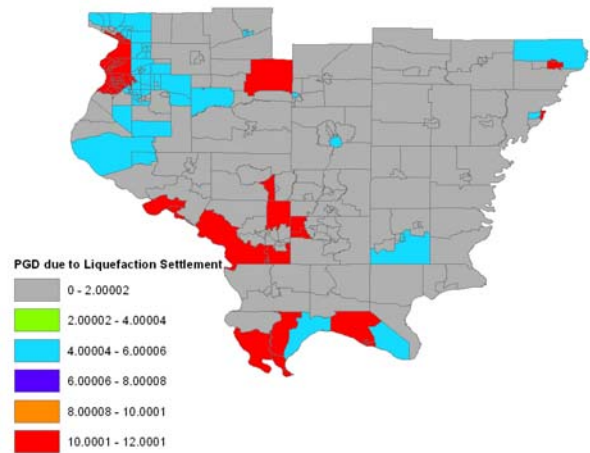 PGD due to Liquefaction Settlement
0 - 2.00002
2.00002 - 4.00004
4.00004 - 6.00006
6.00006 - 8.00008
8.00008 - 10.0001
10.0001 - 12.0001